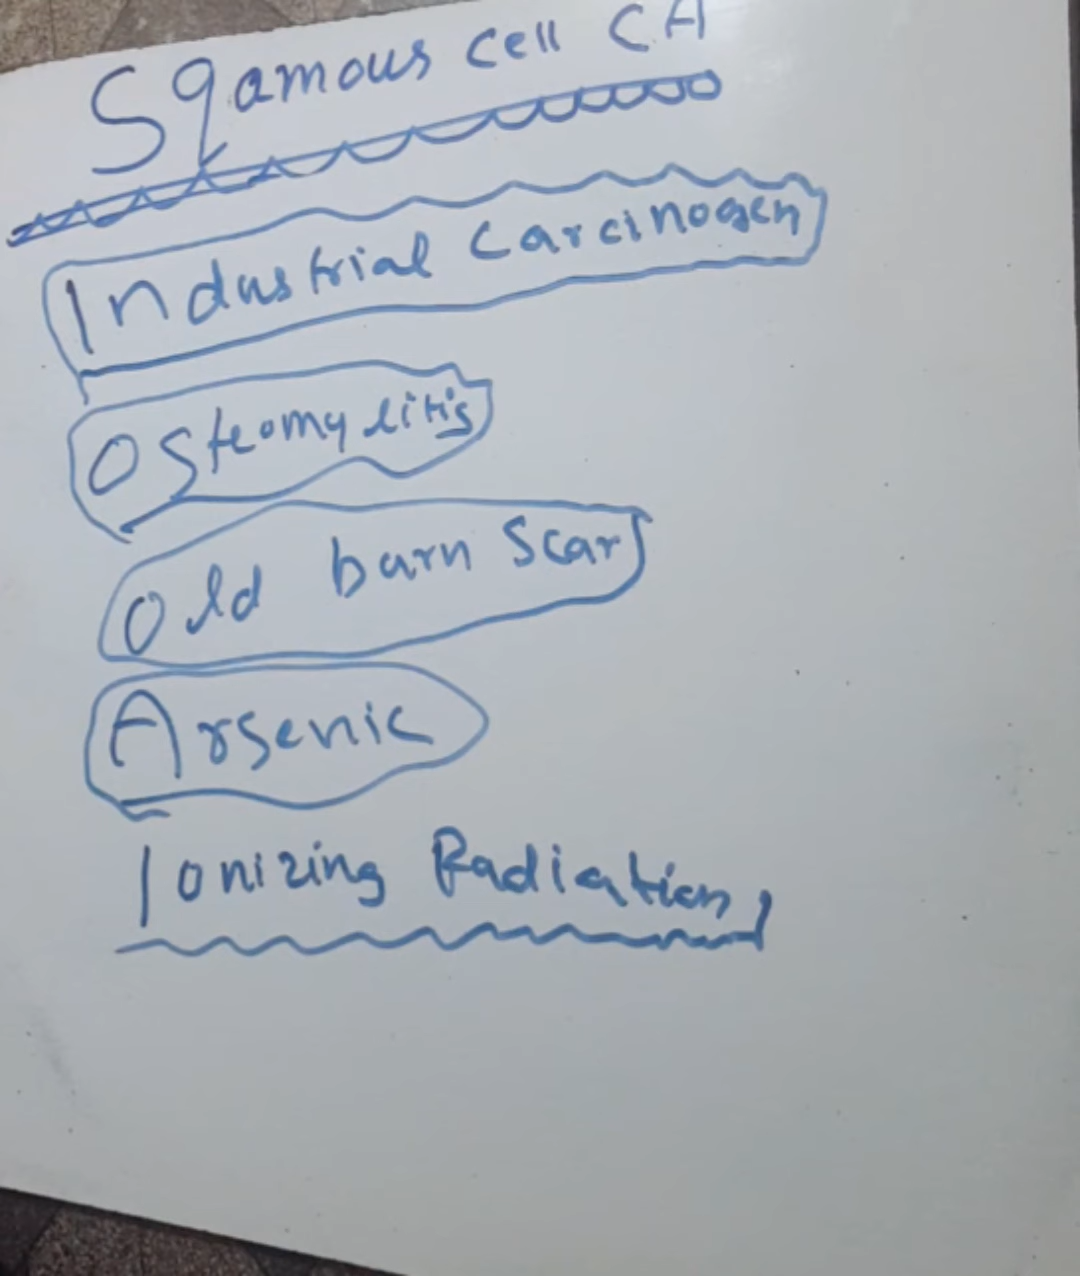 Sqamous cell CA
Industrial Carcinogen
Osteomylitis
Old burn Scar
Arsenic
Ionizing Radiation